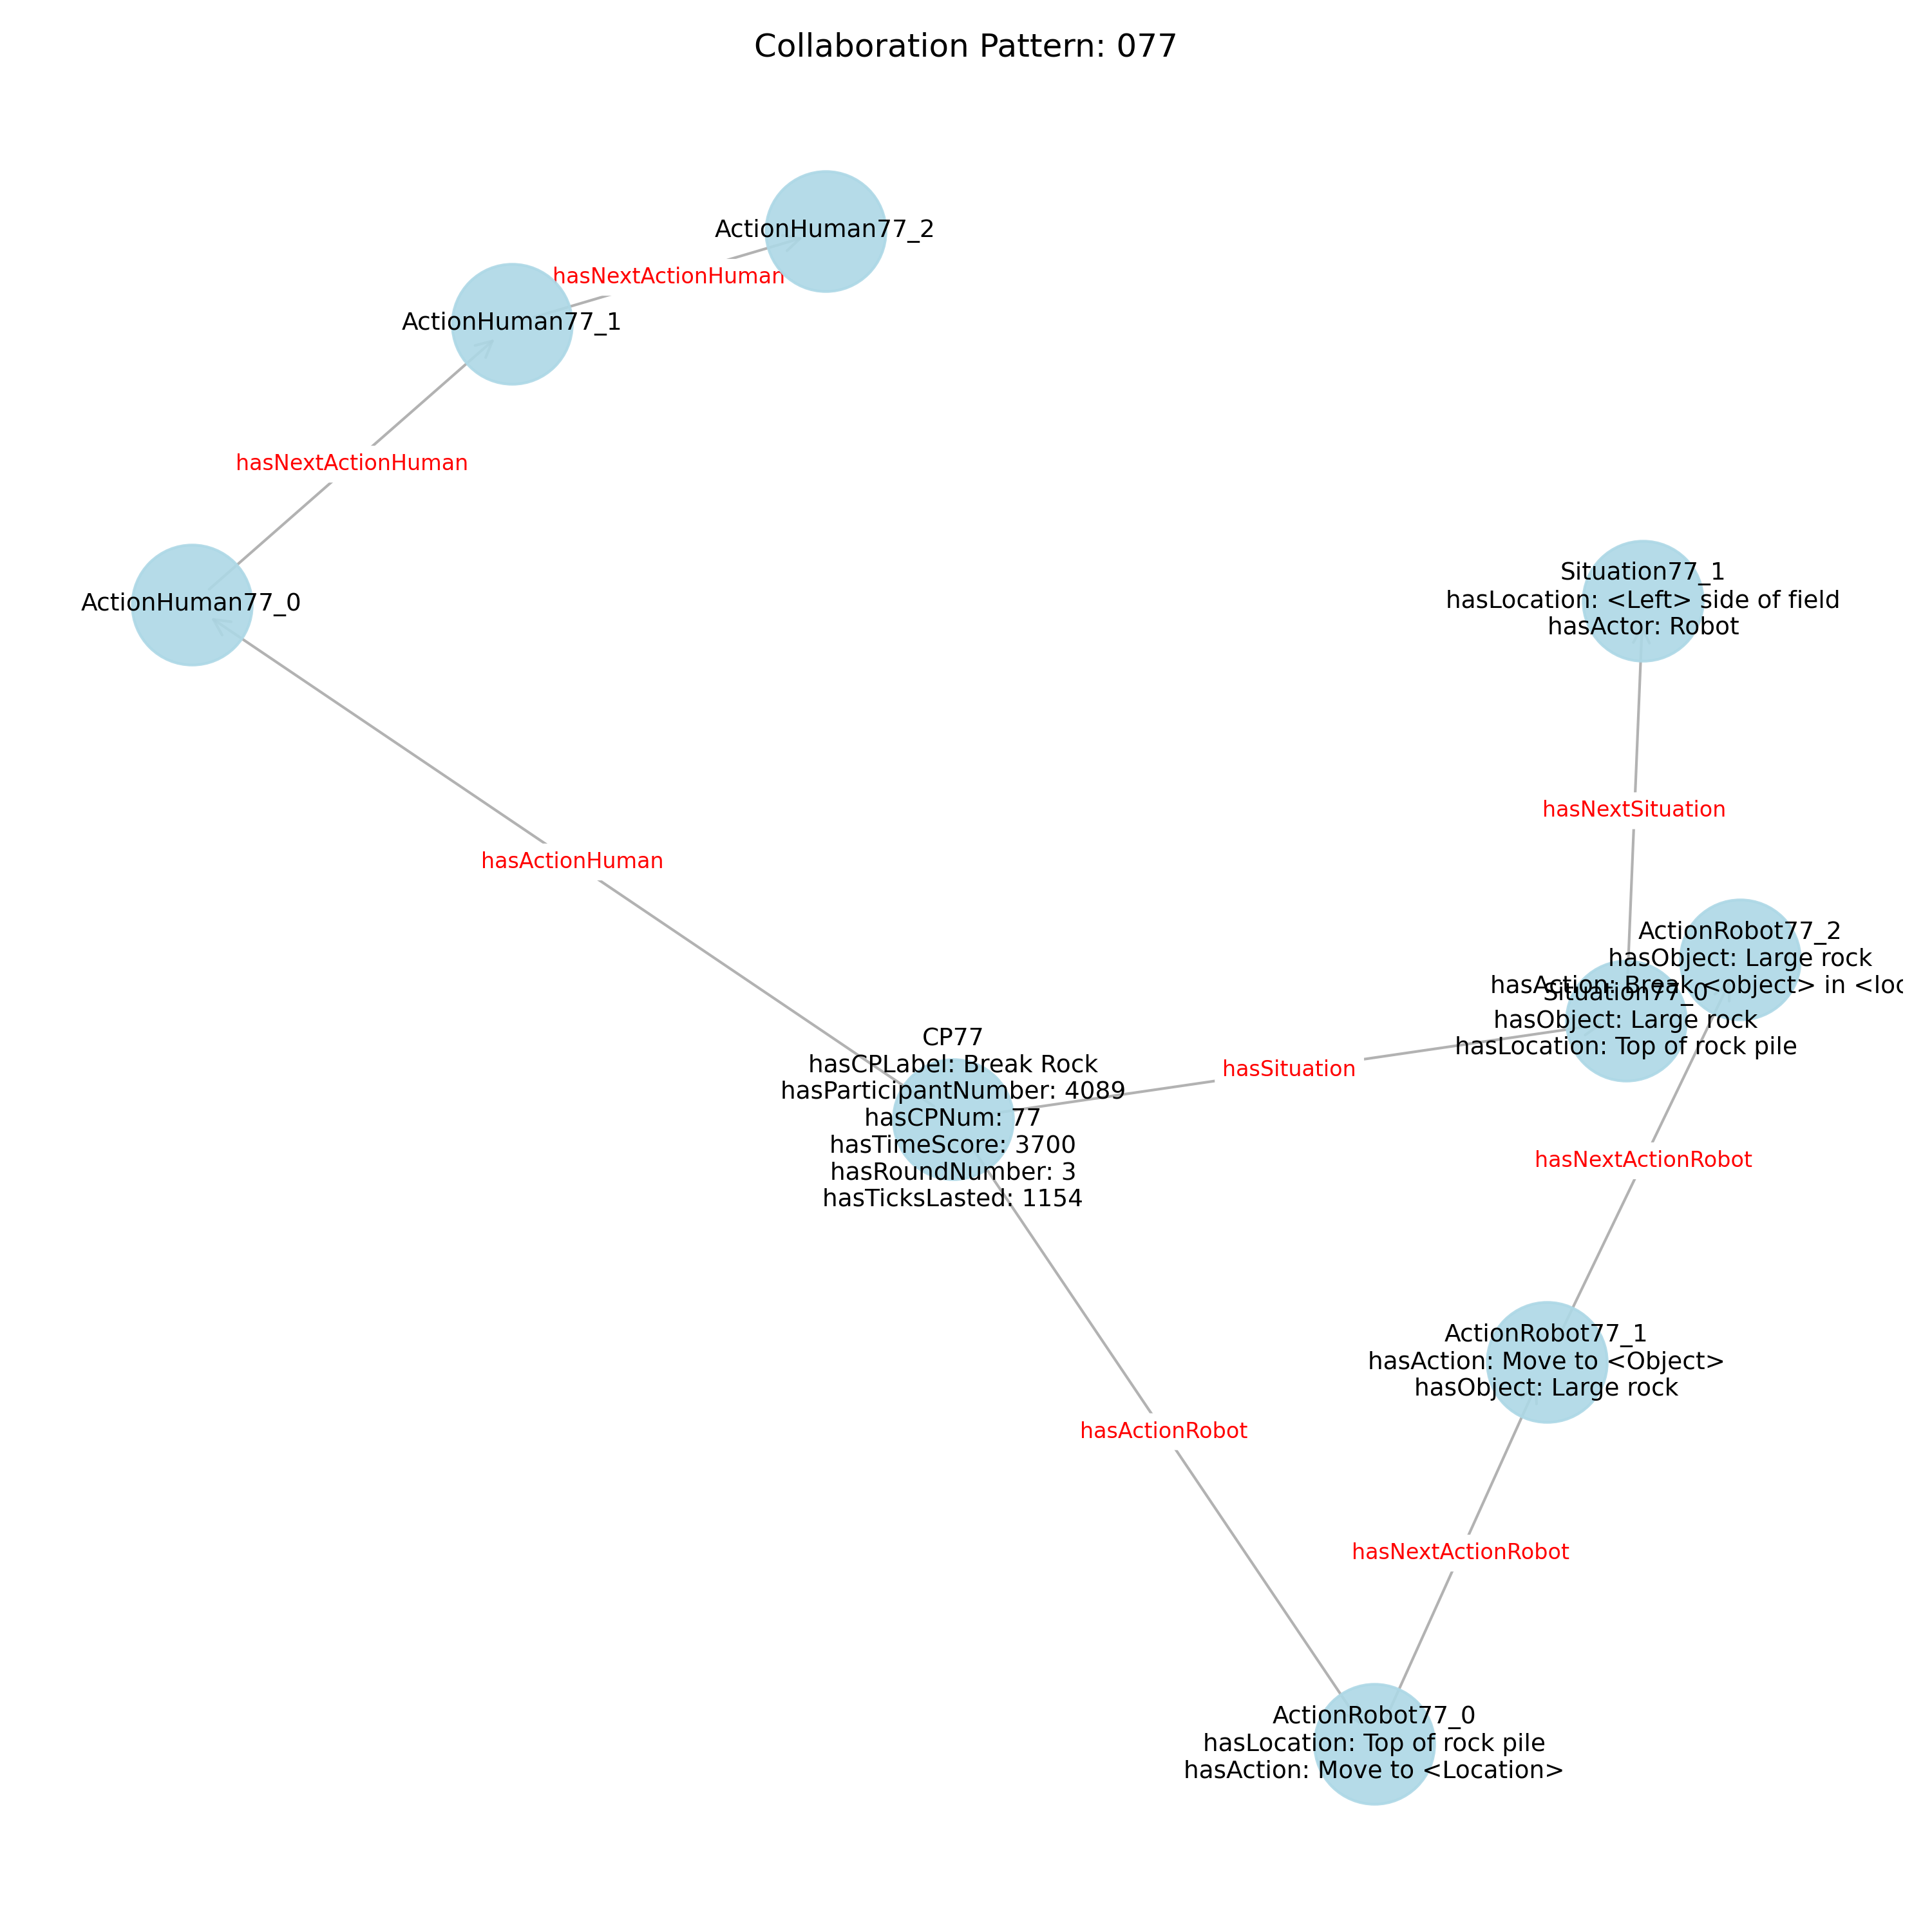 Collaboration Pattern: 077
ActionHuman77_2
hasNextActionHuman
ActionHuman77_1
hasNextActionHuman
ActionHuman77_0
Situation77_1
hasLocation: <Left> side of field
hasActor: Robot
hasNextSituation
hasActionHuman
ActionRobot77_2
hasObject: Large rock
hasAction: Break <object> in <loc
Situation77_0
hasObject: Large rock
hasLocation: Top of rock pile
CP77
hasCPLabel: Break Rock
hasParticipantNumber: 4089
hasCPNum: 77
hasTimeScore: 3700
hasRoundNumber: 3
hasTicksLasted: 1154
hasSituation
hasNextActionRobot
ActionRobot77_1
hasAction: Move to <Object>
hasObject: Large rock
hasActionRobot
hasNextActionRobot
ActionRobot77_0
hasLocation: Top of rock pile
hasAction: Move to <Location>